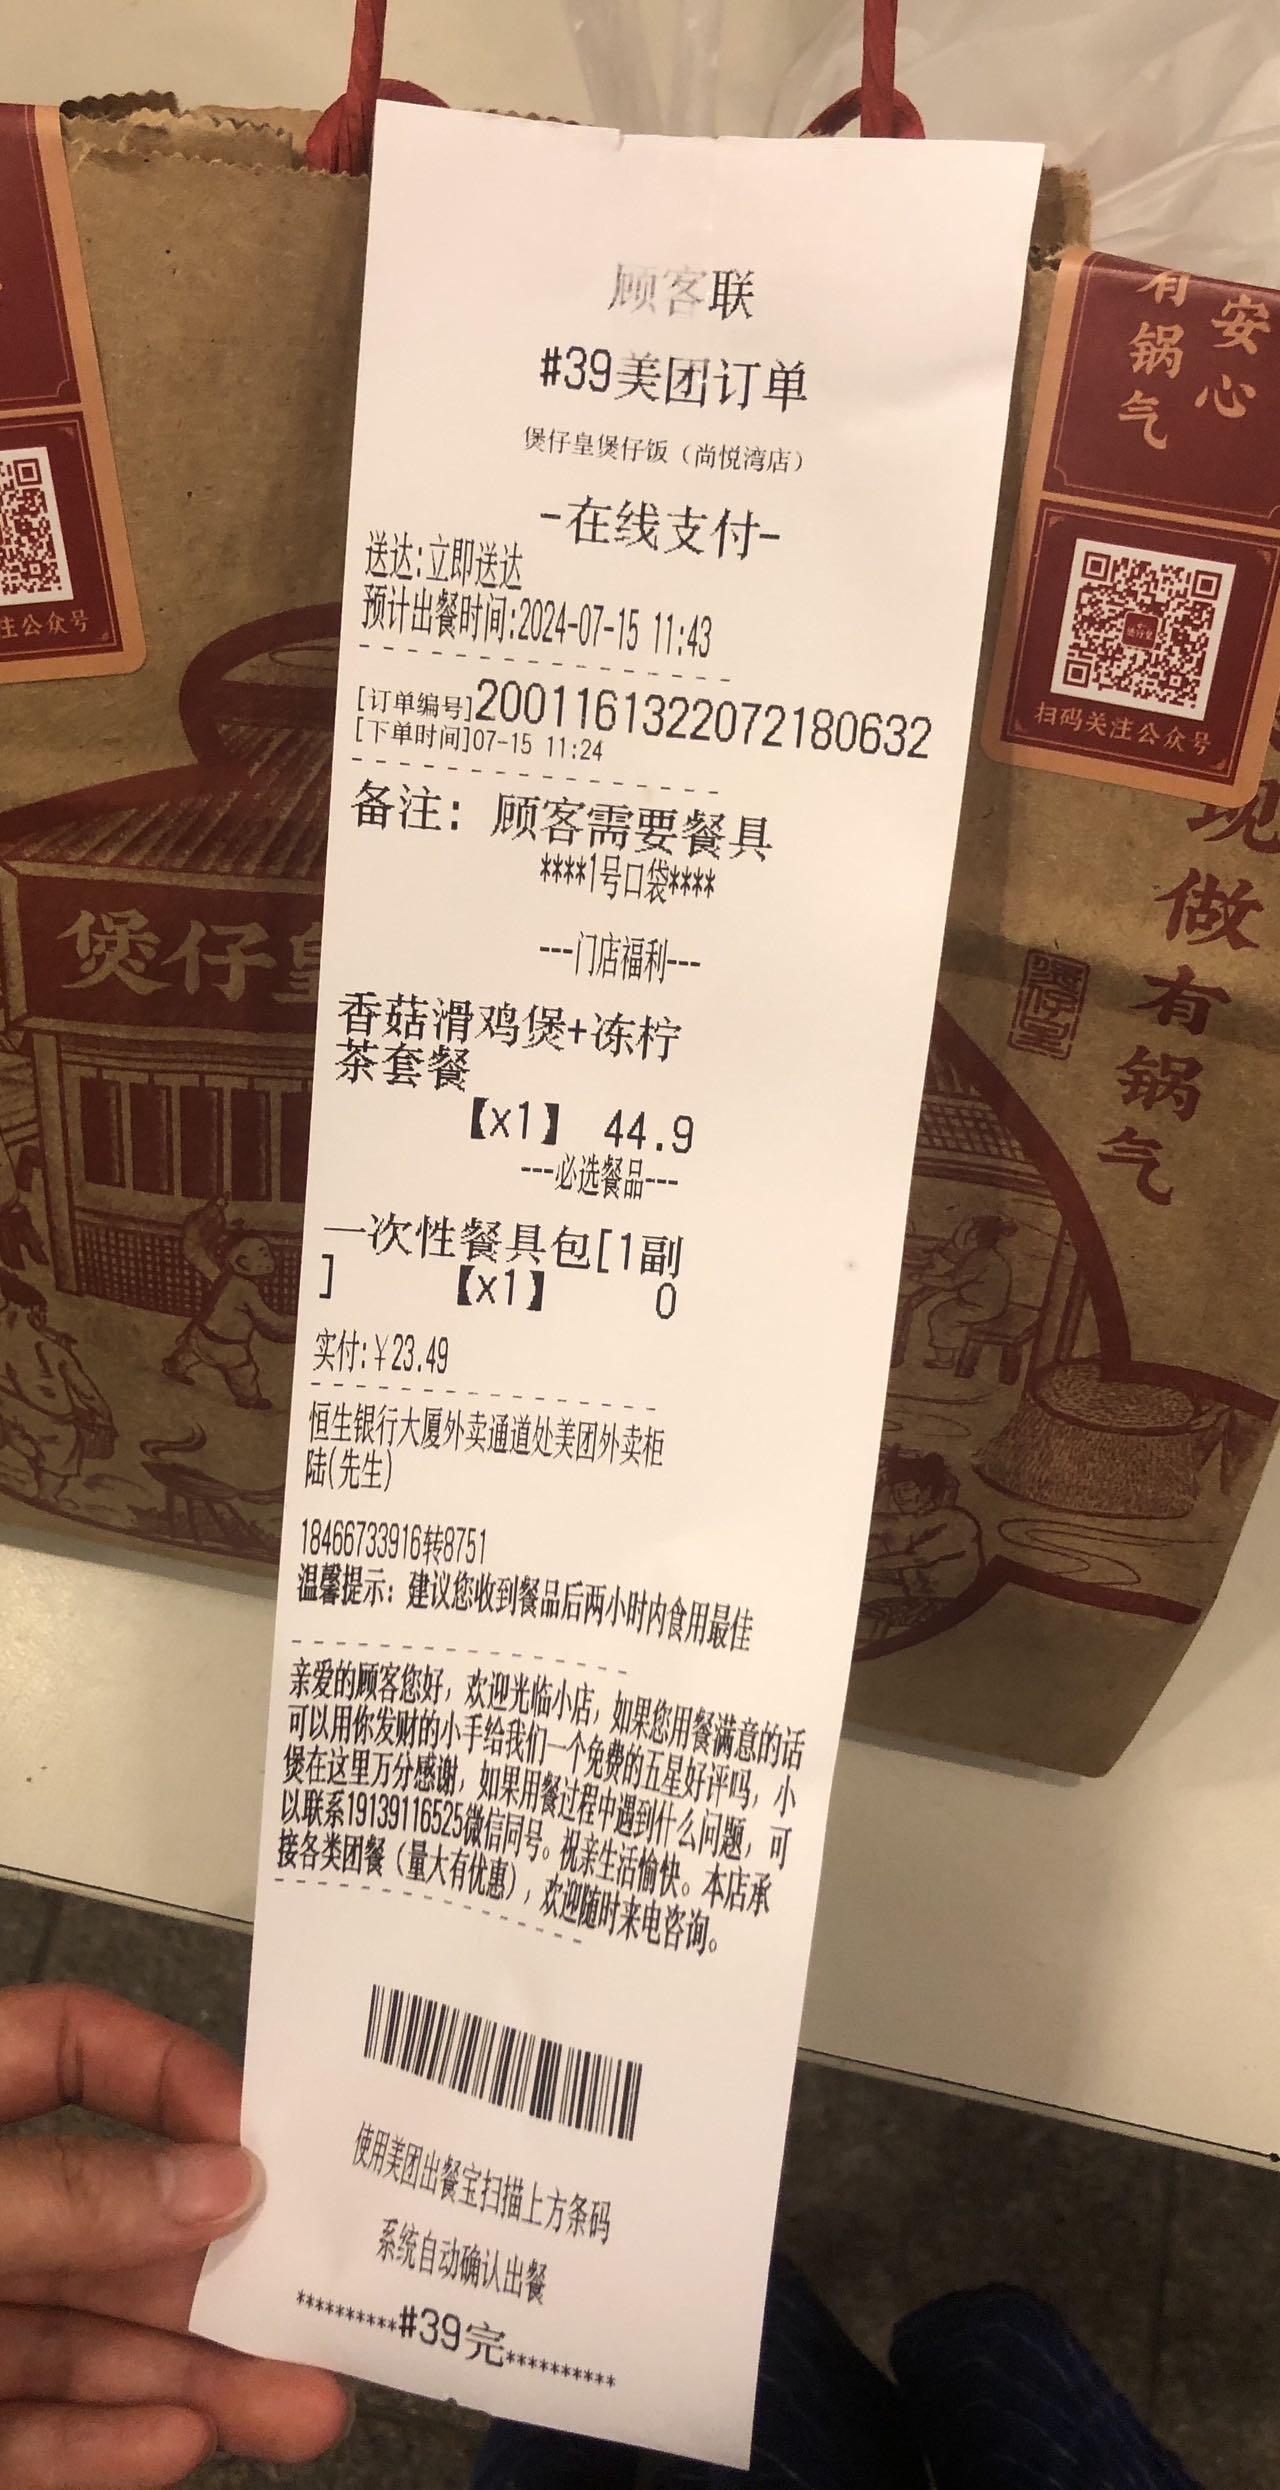 顾客联
#39美团订单
煲仔皇煲仔饭（尚悦湾店）
-在线支付-
送达:立即送达
预计出餐时间:2024-07-15 11:43
[订单编号]2001161322072180632
[下单时间]07-15 11:24
备注: 顾客需要餐具
****1号口袋****
---门店福利---
香菇滑鸡煲+冻柠
茶套餐
【x1】 44.9
---必选餐品---
一次性餐具包[1副
] 【x1】 0
实付:¥23.49
恒生银行大厦外卖通道处美团外卖柜
陆(先生)
18466733916转8751
温馨提示: 建议您收到餐品后两小时内食用最佳
亲爱的顾客您好，欢迎光临小店，如果您用餐满意的话
可以用你发财的小手给我们一个免费的五星好评吗，小
煲在这里万分感谢，如果用餐过程中遇到什么问题，可
以联系19139116525微信同号。祝亲生活愉快。本店承
接各类团餐（量大有优惠），欢迎随时来电咨询。
使用美团出餐宝扫描上方条码
系统自动确认出餐
**********#39完**********
安心
有锅气
扫码关注公众号
注公众号
煲仔皇
现做有锅气
煲仔皇